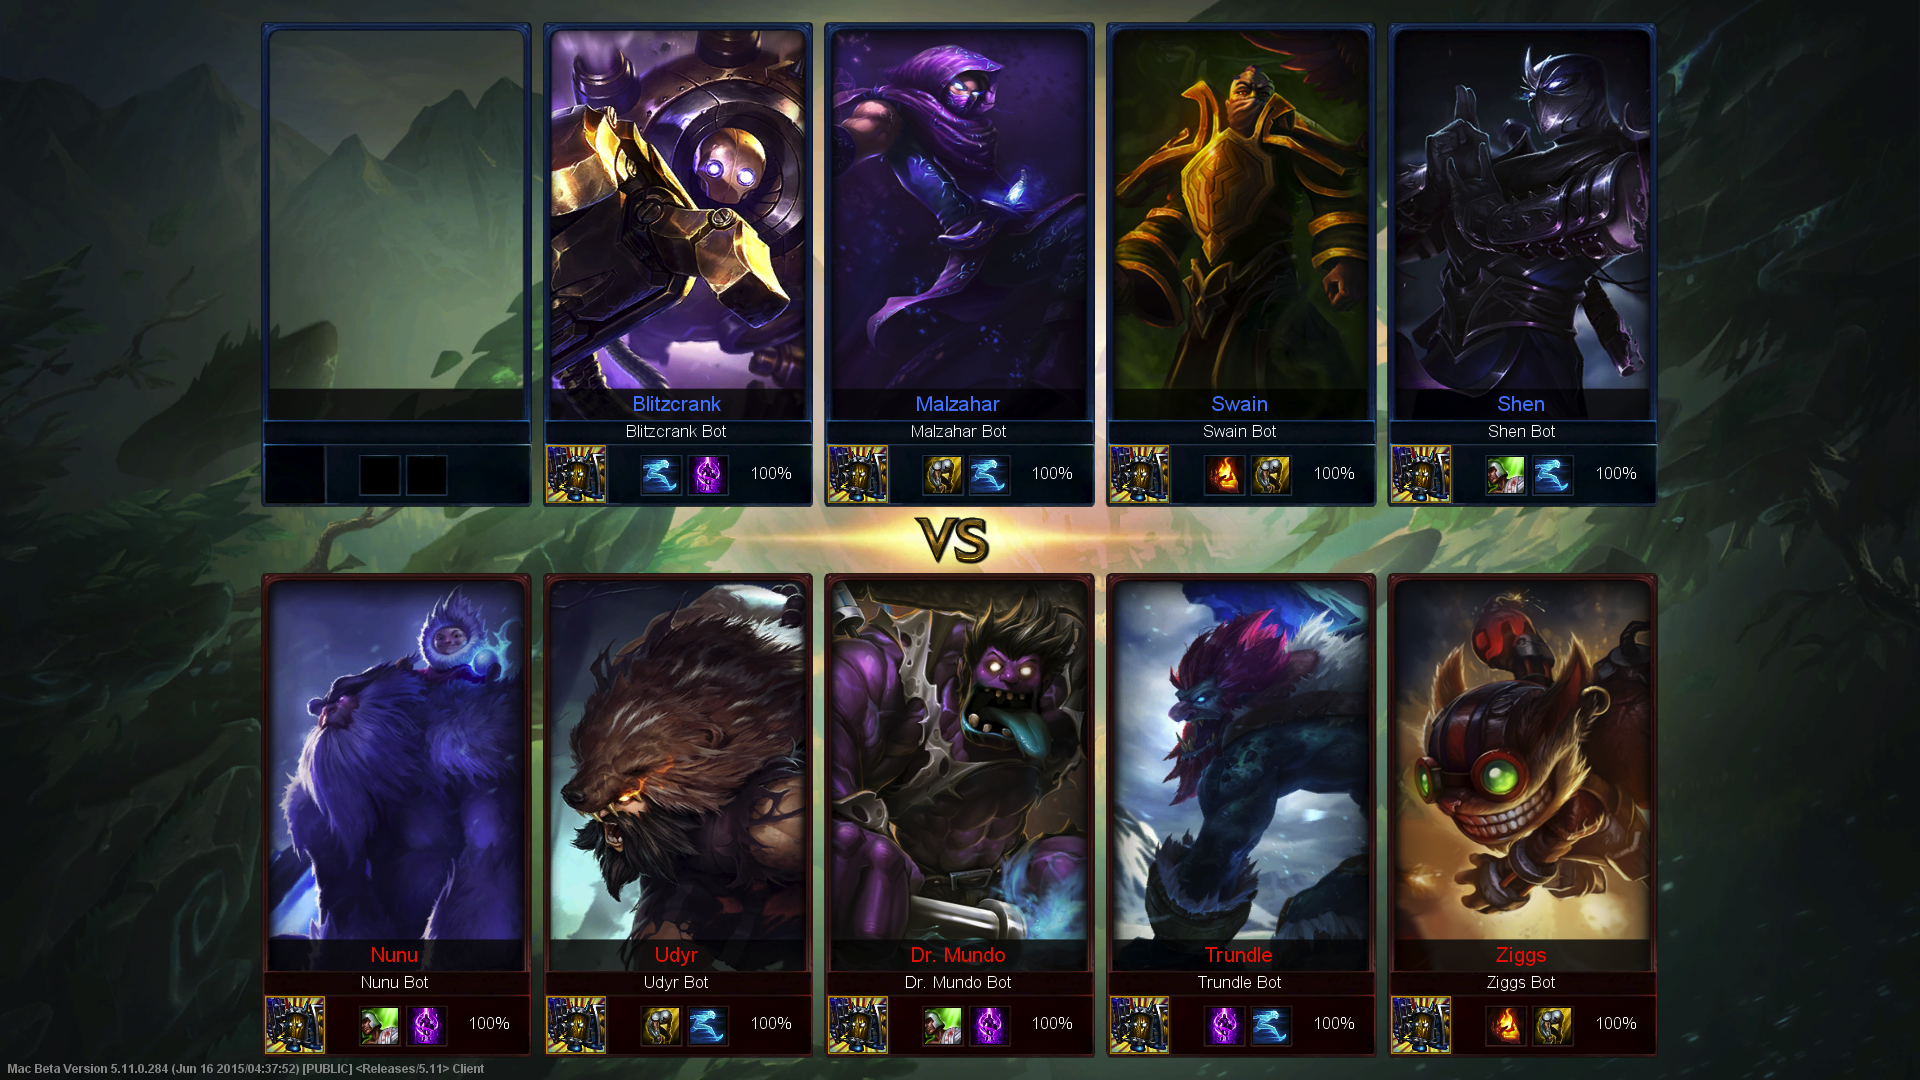 Blitzcrank
Blitzcrank Bot
100%
Malzahar
Malzahar Bot
100%
Swain
Swain Bot
100%
Shen
Shen Bot
100%
VS
Nunu
Nunu Bot
100%
Udyr
Udyr Bot
100%
Dr. Mundo
Dr. Mundo Bot
100%
Trundle
Trundle Bot
100%
Ziggs
Ziggs Bot
100%
Mac Beta Version 5.11.0.284 (Jun 16 2015/04:37:52) [PUBLIC] <Releases/5.11> Client